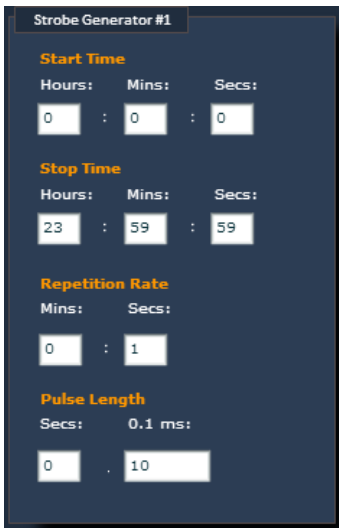 Strobe Generator #1
Start Time
Hours: Mins: Secs:
0 : 0 : 0
Stop Time
Hours: Mins: Secs:
23 : 59 : 59
Repetition Rate
Mins: Secs:
0 : 1
Pulse Length
Secs: 0.1 ms:
0 . 10